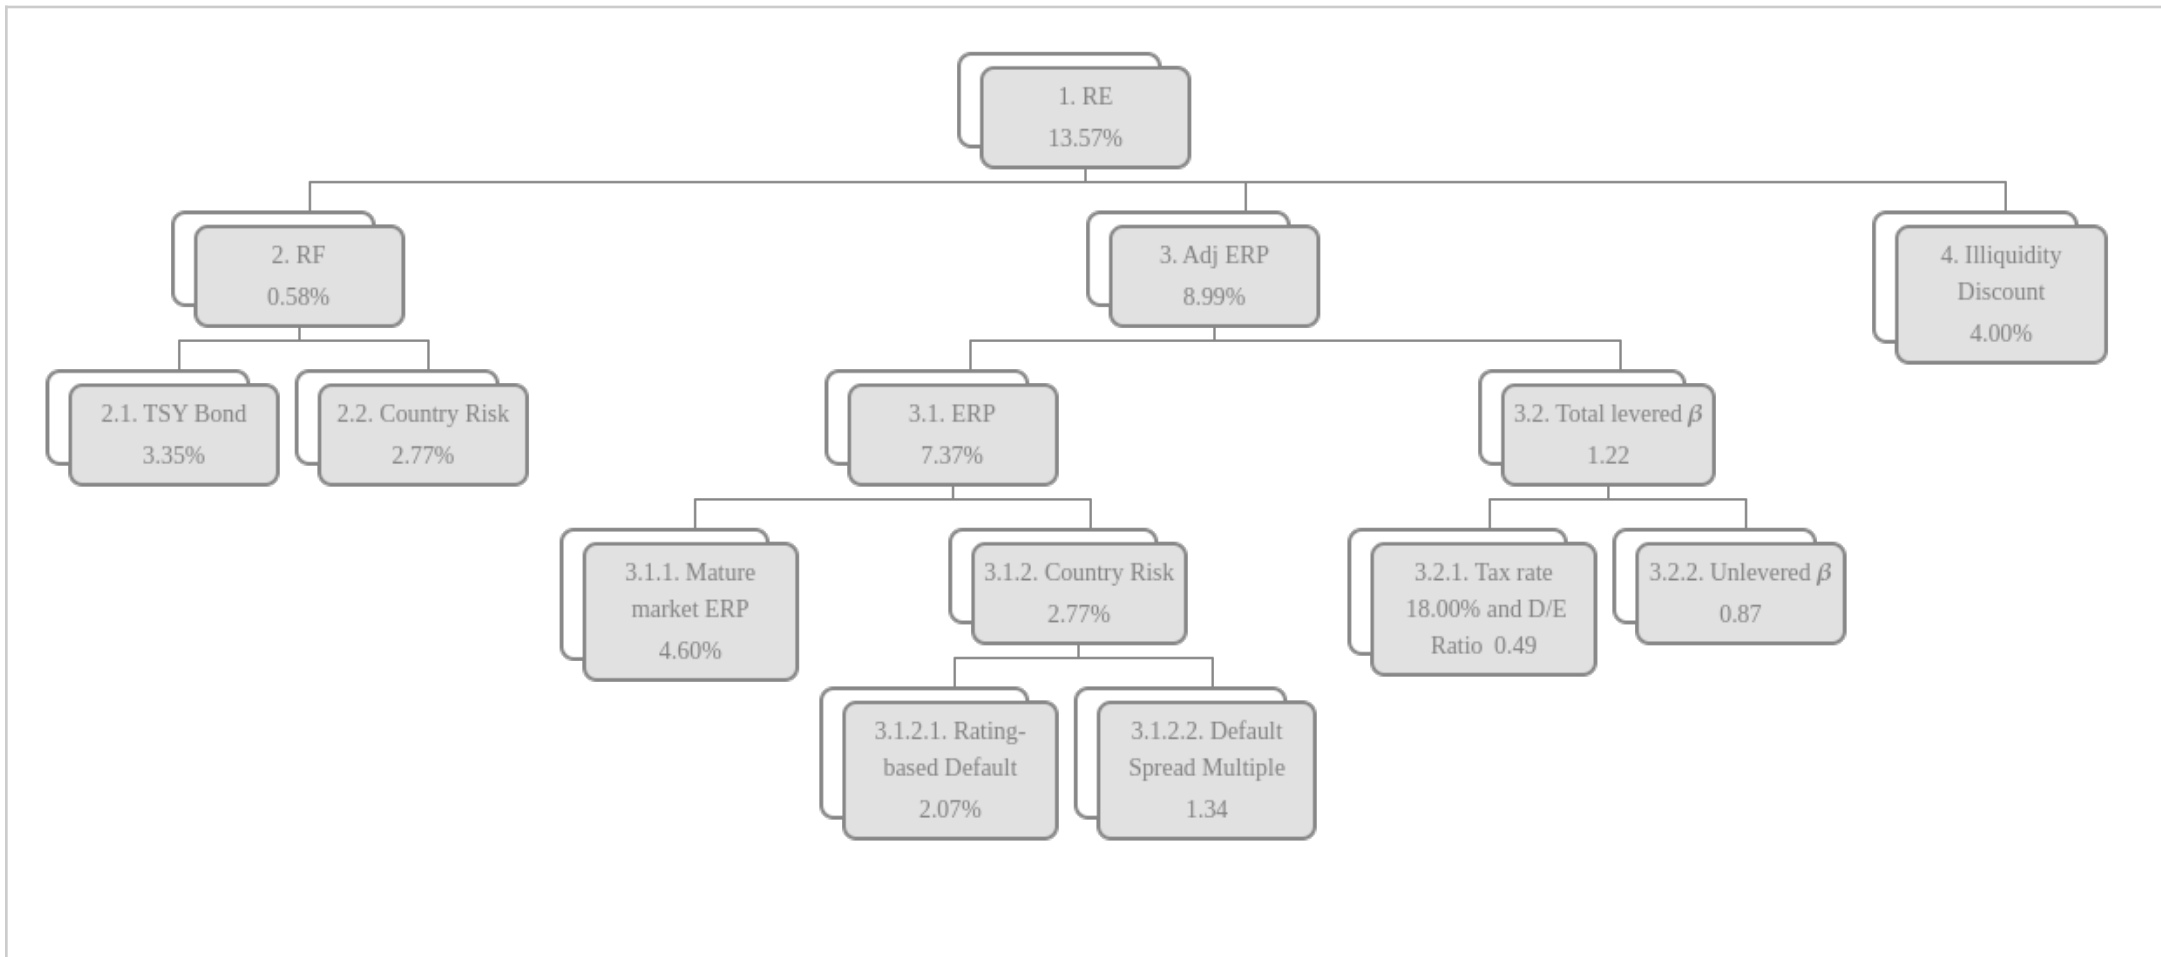 1. RE
13.57%
2. RF
0.58%
3. Adj ERP
8.99%
4. Illiquidity
Discount
4.00%
2.1. TSY Bond
3.35%
2.2. Country Risk
2.77%
3.1. ERP
7.37%
3.2. Total levered β
1.22
3.1.1. Mature
market ERP
4.60%
3.1.2. Country Risk
2.77%
3.2.1. Tax rate
18.00% and D/E
Ratio 0.49
3.2.2. Unlevered β
0.87
3.1.2.1. Rating-
based Default
2.07%
3.1.2.2. Default
Spread Multiple
1.34